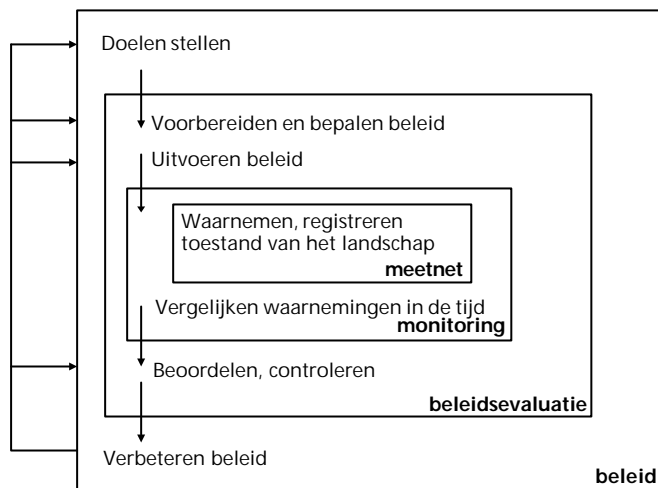 Doelen stellen
Voorbereiden en bepalen beleid
Uitvoeren beleid
Waarnemen, registreren
toestand van het landschap
meetnet
Vergelijken waarnemingen in de tijd
monitoring
Beoordelen, controleren
beleidsevaluatie
Verbeteren beleid
beleid